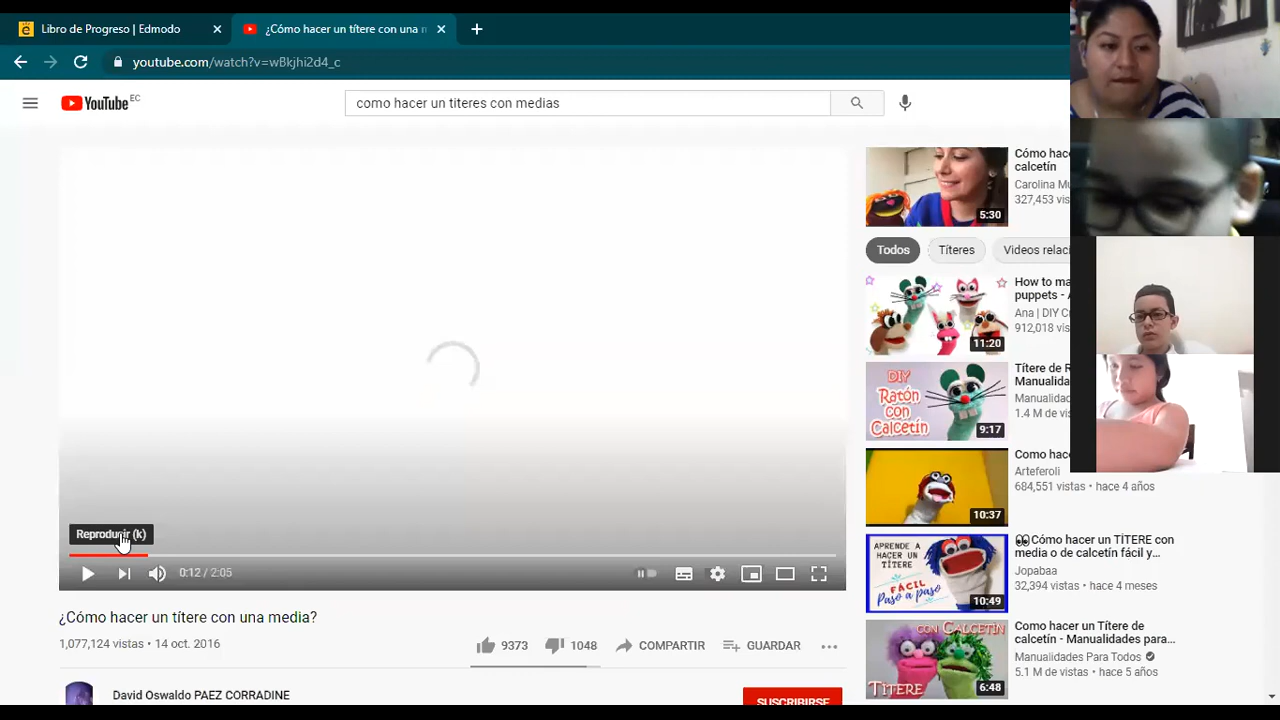 Libro de Progreso | Edmodo
¿Cómo hacer un títere con una m
youtube.com/watch?v=wBkjhi2d4_c
YouTube EC
como hacer un titeres con medias
Reproducir (k)
0:12 / 2:05
¿Cómo hacer un títere con una media?
1,077,124 vistas • 14 oct. 2016
9373
1048
COMPARTIR
GUARDAR
David Oswaldo PAEZ CORRADINE
SUSCRIBIRSE
5:30
Cómo hac
calcetín
Carolina Mu
327,453 vis
Todos
Títeres
Videos relaci
11:20
How to ma
puppets - A
Ana | DIY Cr
912,018 vis
DIY
Ratón
con
Calcetín
9:17
Títere de R
Manualida
Manualidad
1.4 M de vis
10:37
Como hac
Arteferoli
684,551 vistas • hace 4 años
APRENDE A
HACER UN
TÍTERE
FÁCIL
Paso a paso
10:49
Cómo hacer un TÍTERE con
media o de calcetín fácil y...
Jopabaa
32,394 vistas • hace 4 meses
CON CALCETÍN
TÍTERE
6:48
Como hacer un Títere de
calcetín - Manualidades para...
Manualidades Para Todos
5.1 M de vistas • hace 5 años